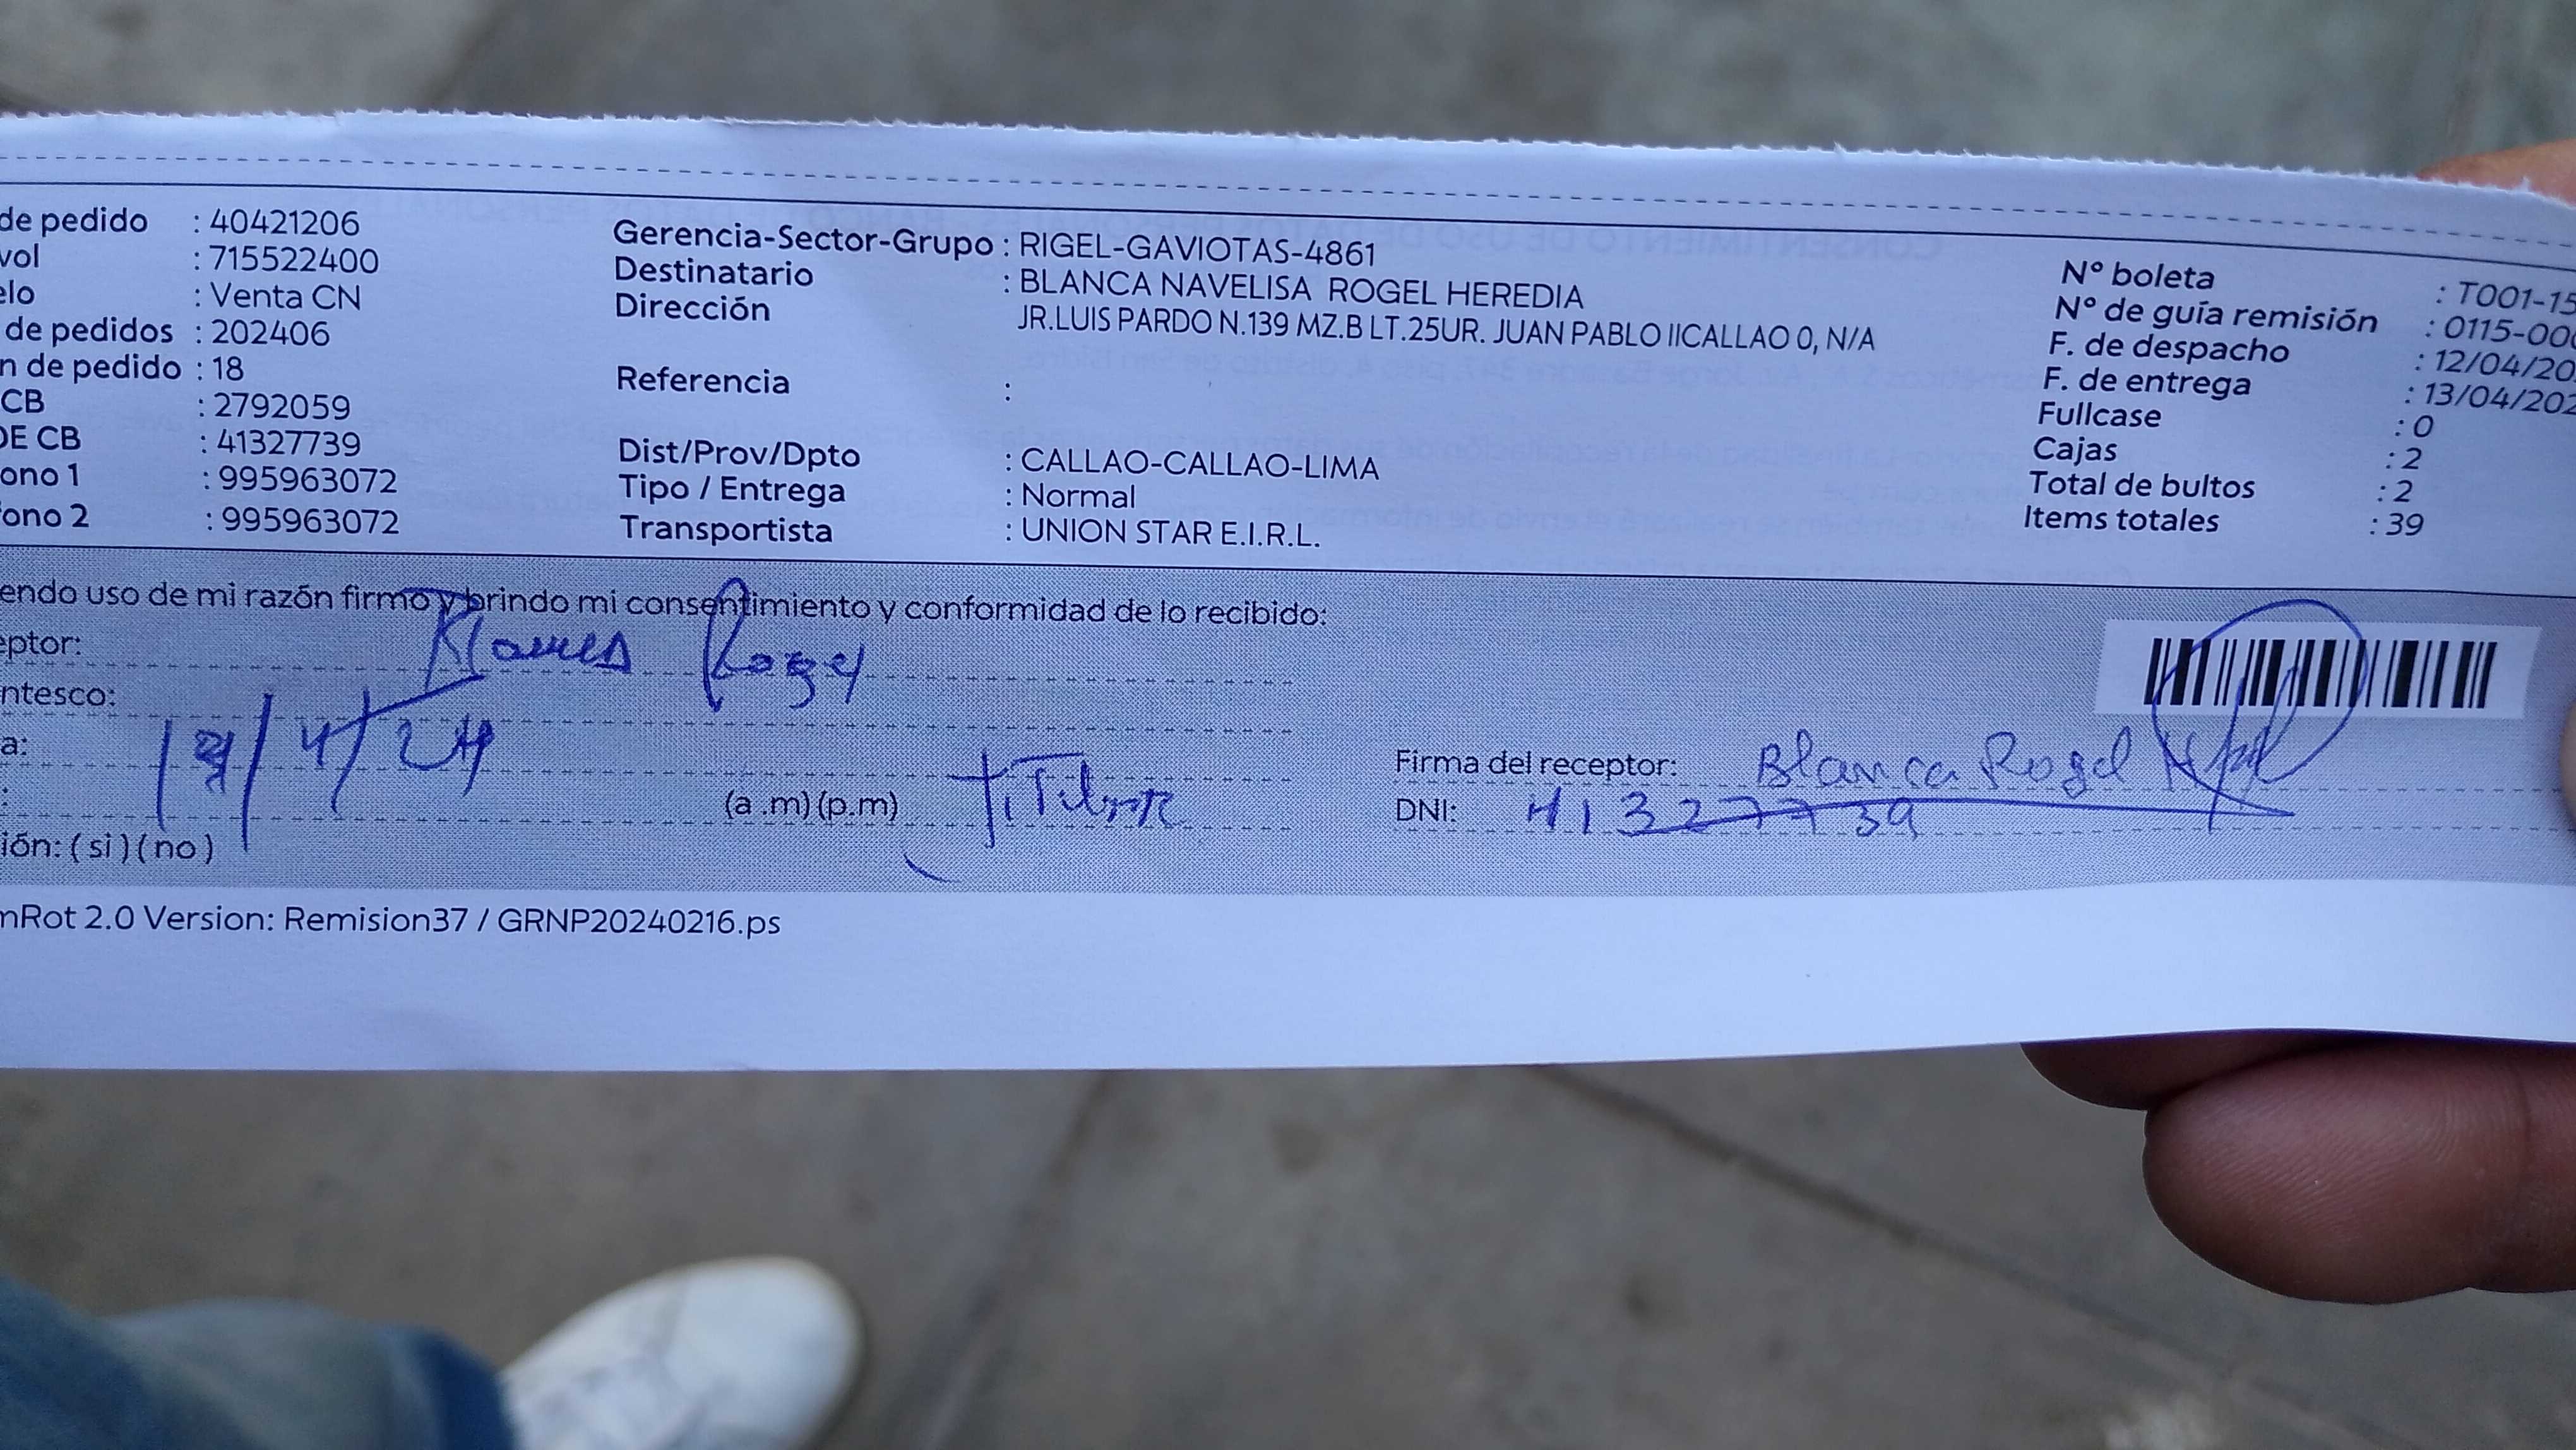 de pedido : 40421206
vol : 715522400
elo : Venta CN
de pedidos : 202406
n de pedido : 18
CB : 2792059
DE CB : 41327739
ono 1 : 995963072
ono 2 : 995963072
Gerencia-Sector-Grupo : RIGEL-GAVIOTAS-4861
Destinatario : BLANCA NAVELISA ROGEL HEREDIA
Dirección JR.LUIS PARDO N.139 MZ.B LT.25UR. JUAN PABLO IICALLAO 0, N/A
Referencia :
Dist/Prov/Dpto : CALLAO-CALLAO-LIMA
Tipo / Entrega : Normal
Transportista : UNION STAR E.I.R.L.
N° boleta : T001-15
N° de guía remisión : 0115-000
F. de despacho : 12/04/20
F. de entrega : 13/04/202
Fullcase : 0
Cajas : 2
Total de bultos : 2
Items totales : 39
endo uso de mi razón firmo y brindo mi consentimiento y conformidad de lo recibido:
eptor: Blanca Rogel
ntesco:
a: /4/24
: (a .m) (p.m) Titular
ión: ( si ) ( no )
Firma del receptor: Blanca Rogel
DNI: 41327739
mRot 2.0 Version: Remision37 / GRNP20240216.ps